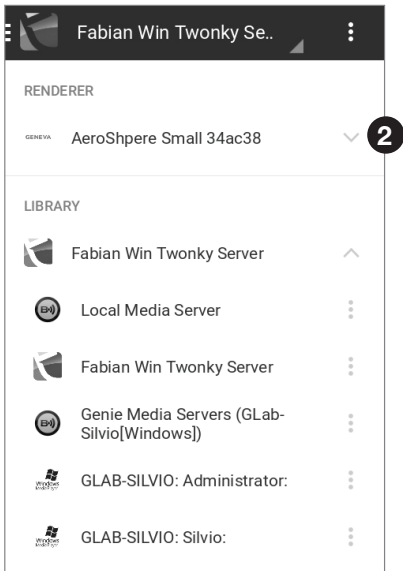 Fabian Win Twonky Se..
RENDERER
GENEVA
AeroShpere Small 34ac38
2
LIBRARY
Fabian Win Twonky Server
Local Media Server
Fabian Win Twonky Server
Genie Media Servers (GLab-
Silvio[Windows])
GLAB-SILVIO: Administrator:
GLAB-SILVIO: Silvio: